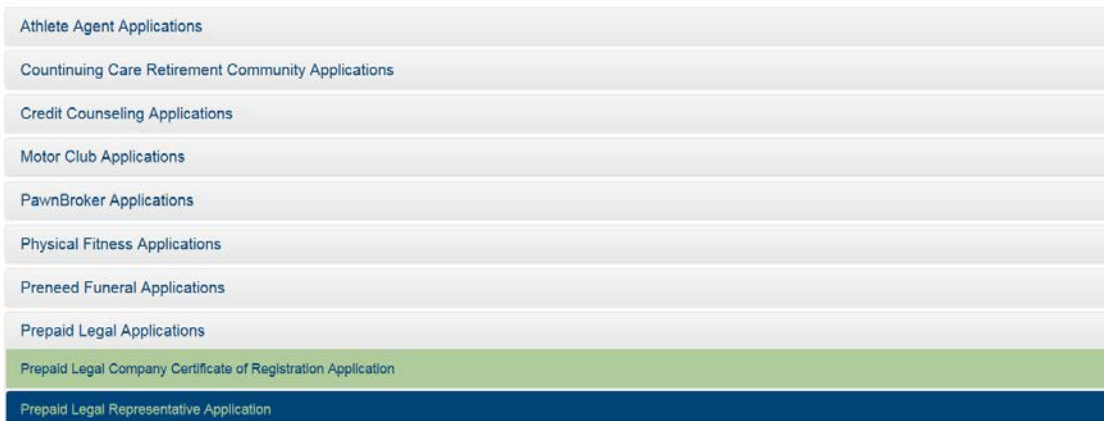 Athlete Agent Applications
Countinuing Care Retirement Community Applications
Credit Counseling Applications
Motor Club Applications
PawnBroker Applications
Physical Fitness Applications
Preneed Funeral Applications
Prepaid Legal Applications
Prepaid Legal Company Certificate of Registration Application
Prepaid Legal Representative Application